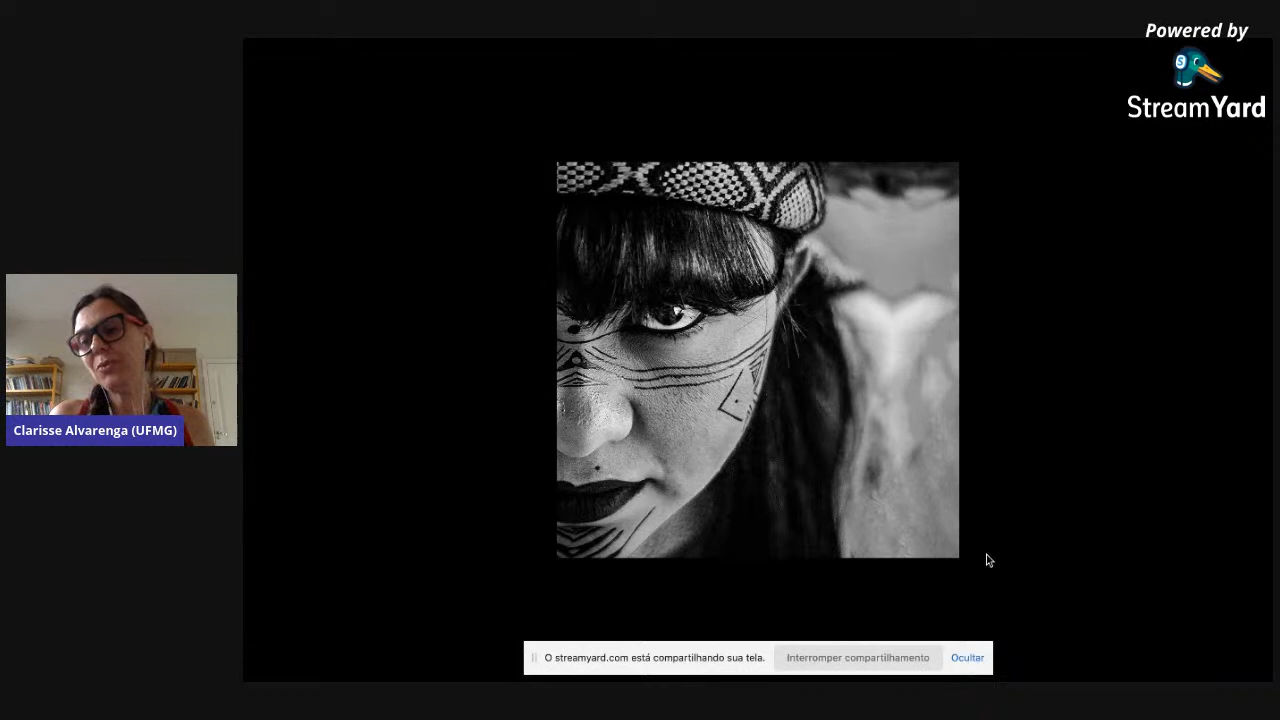 Powered by
S
StreamYard
Clarisse Alvarenga (UFMG)
O streamyard.com está compartilhando sua tela. Interromper compartilhamento Ocultar